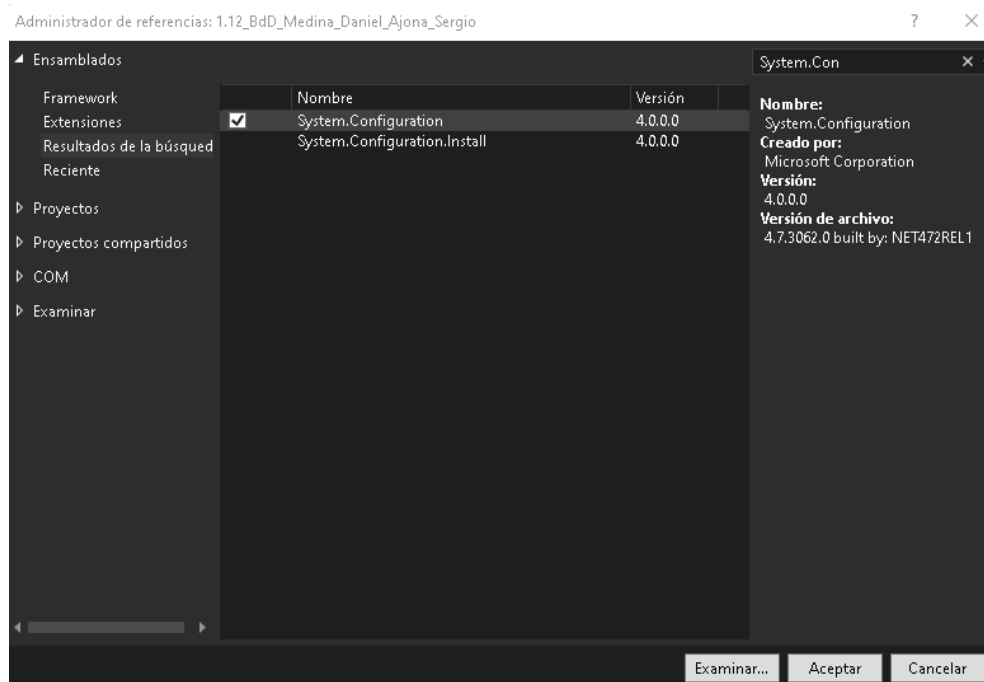 Administrador de referencias: 1.12_BdD_Medina_Daniel_Ajona_Sergio ? ✕
Ensamblados
Framework
Extensiones
Resultados de la búsqued
Reciente
Proyectos
Proyectos compartidos
COM
Examinar
Nombre Versión
System.Configuration 4.0.0.0
System.Configuration.Install 4.0.0.0
System.Con
Nombre:
System.Configuration
Creado por:
Microsoft Corporation
Versión:
4.0.0.0
Versión de archivo:
4.7.3062.0 built by: NET472REL1
Examinar... Aceptar Cancelar